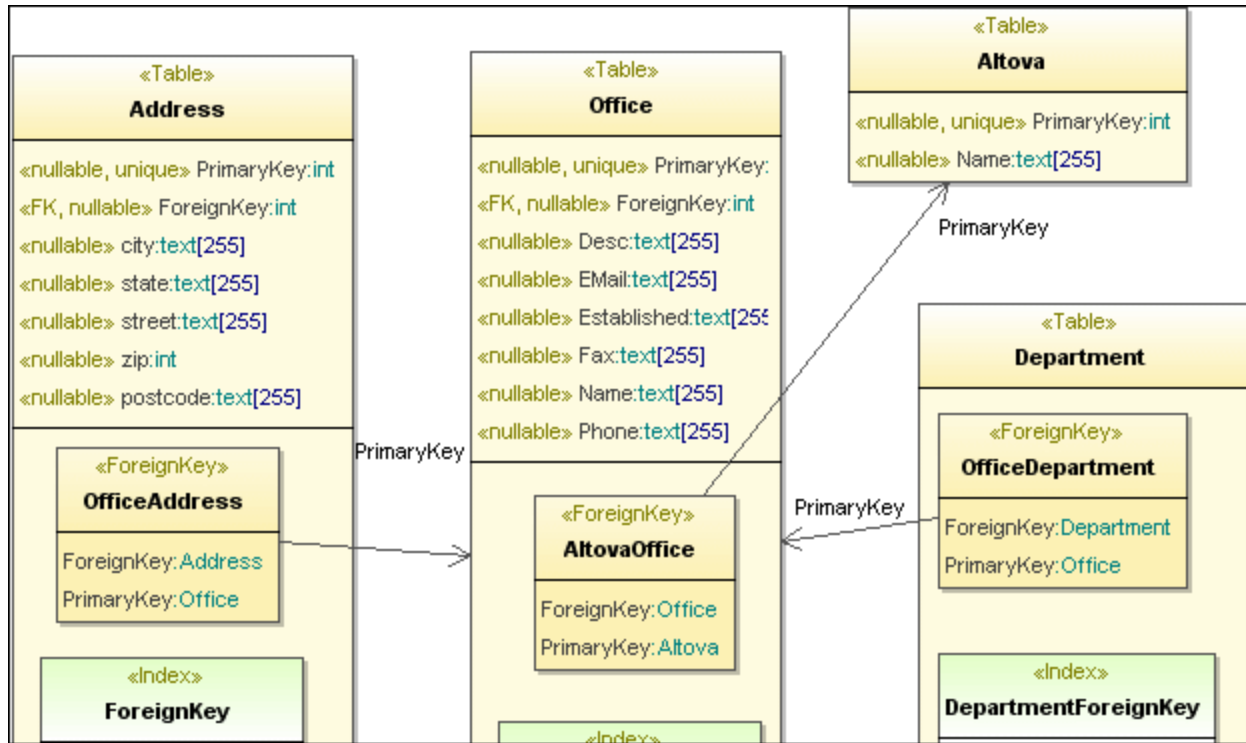 «Table»
Address
«nullable, unique» PrimaryKey:int
«FK, nullable» ForeignKey:int
«nullable» city:text[255]
«nullable» state:text[255]
«nullable» street:text[255]
«nullable» zip:int
«nullable» postcode:text[255]
«ForeignKey»
OfficeAddress
ForeignKey:Address
PrimaryKey:Office
«Index»
ForeignKey
PrimaryKey
«Table»
Office
«nullable, unique» PrimaryKey:
«FK, nullable» ForeignKey:int
«nullable» Desc:text[255]
«nullable» EMail:text[255]
«nullable» Established:text[255
«nullable» Fax:text[255]
«nullable» Name:text[255]
«nullable» Phone:text[255]
«ForeignKey»
AltovaOffice
ForeignKey:Office
PrimaryKey:Altova
«Index»
«Table»
Altova
«nullable, unique» PrimaryKey:int
«nullable» Name:text[255]
PrimaryKey
PrimaryKey
«Table»
Department
«ForeignKey»
OfficeDepartment
ForeignKey:Department
PrimaryKey:Office
«Index»
DepartmentForeignKey